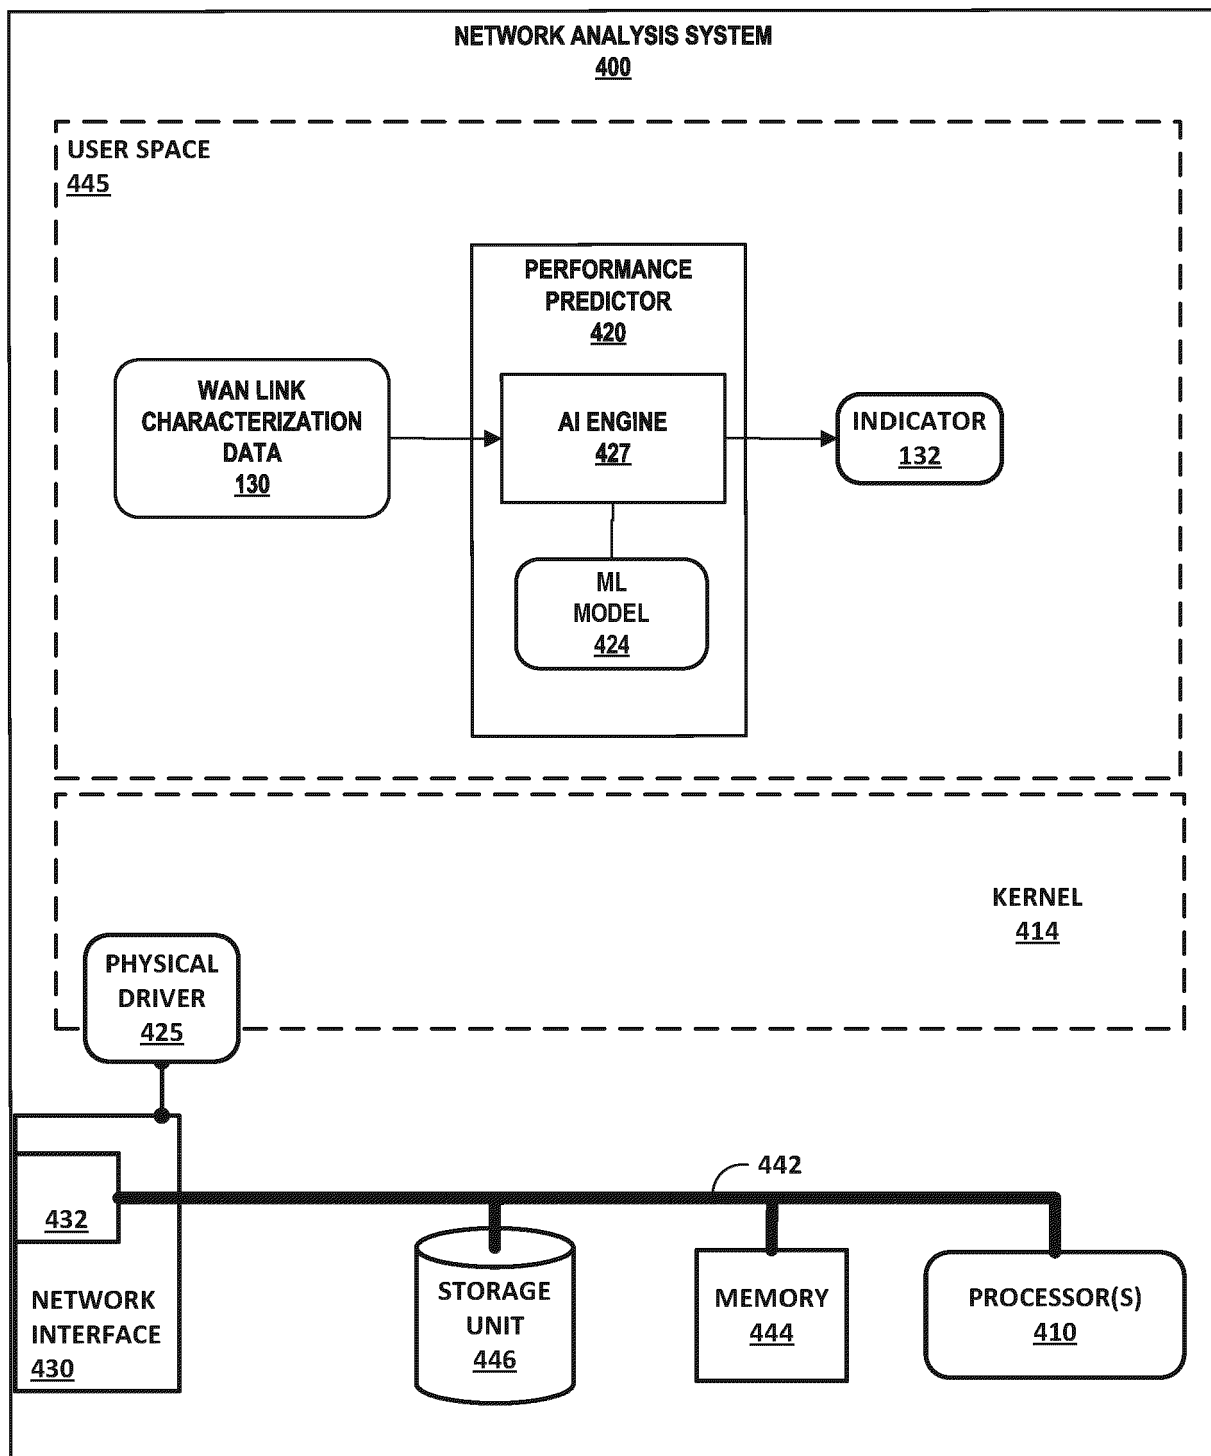 NETWORK ANALYSIS SYSTEM
400
USER SPACE
445
PERFORMANCE
PREDICTOR
420
WAN LINK
CHARACTERIZATION
DATA
130
AI ENGINE
427
INDICATOR
132
ML
MODEL
424
KERNEL
414
PHYSICAL
DRIVER
425
442
432
NETWORK
INTERFACE
430
STORAGE
UNIT
446
MEMORY
444
PROCESSOR(S)
410